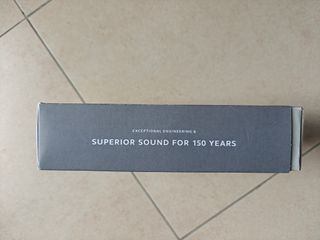 EXCEPTIONAL ENGINEERING &
SUPERIOR SOUND FOR 150 YEARS